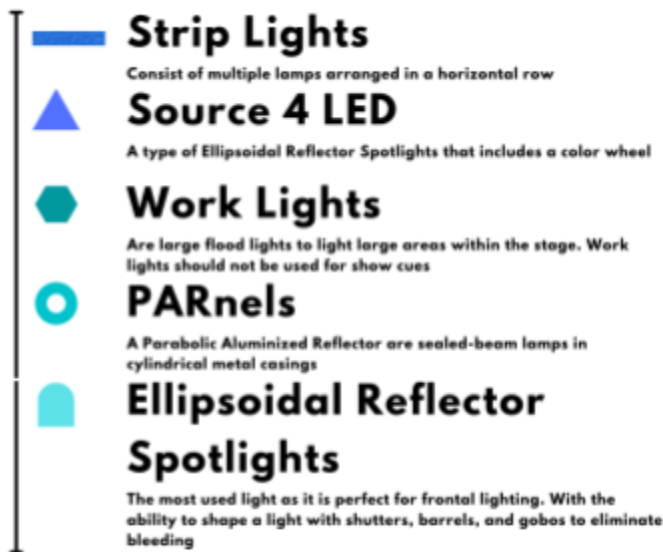 Strip Lights
Consist of multiple lamps arranged in a horizontal row
Source 4 LED
A type of Ellipsoidal Reflector Spotlights that includes a color wheel
Work Lights
Are large flood lights to light large areas within the stage. Work
lights should not be used for show cues
PARnels
A Parabolic Aluminized Reflector are sealed-beam lamps in
cylindrical metal casings
Ellipsoidal Reflector
Spotlights
The most used light as it is perfect for frontal lighting. With the
ability to shape a light with shutters, barrels, and gobos to eliminate
bleeding